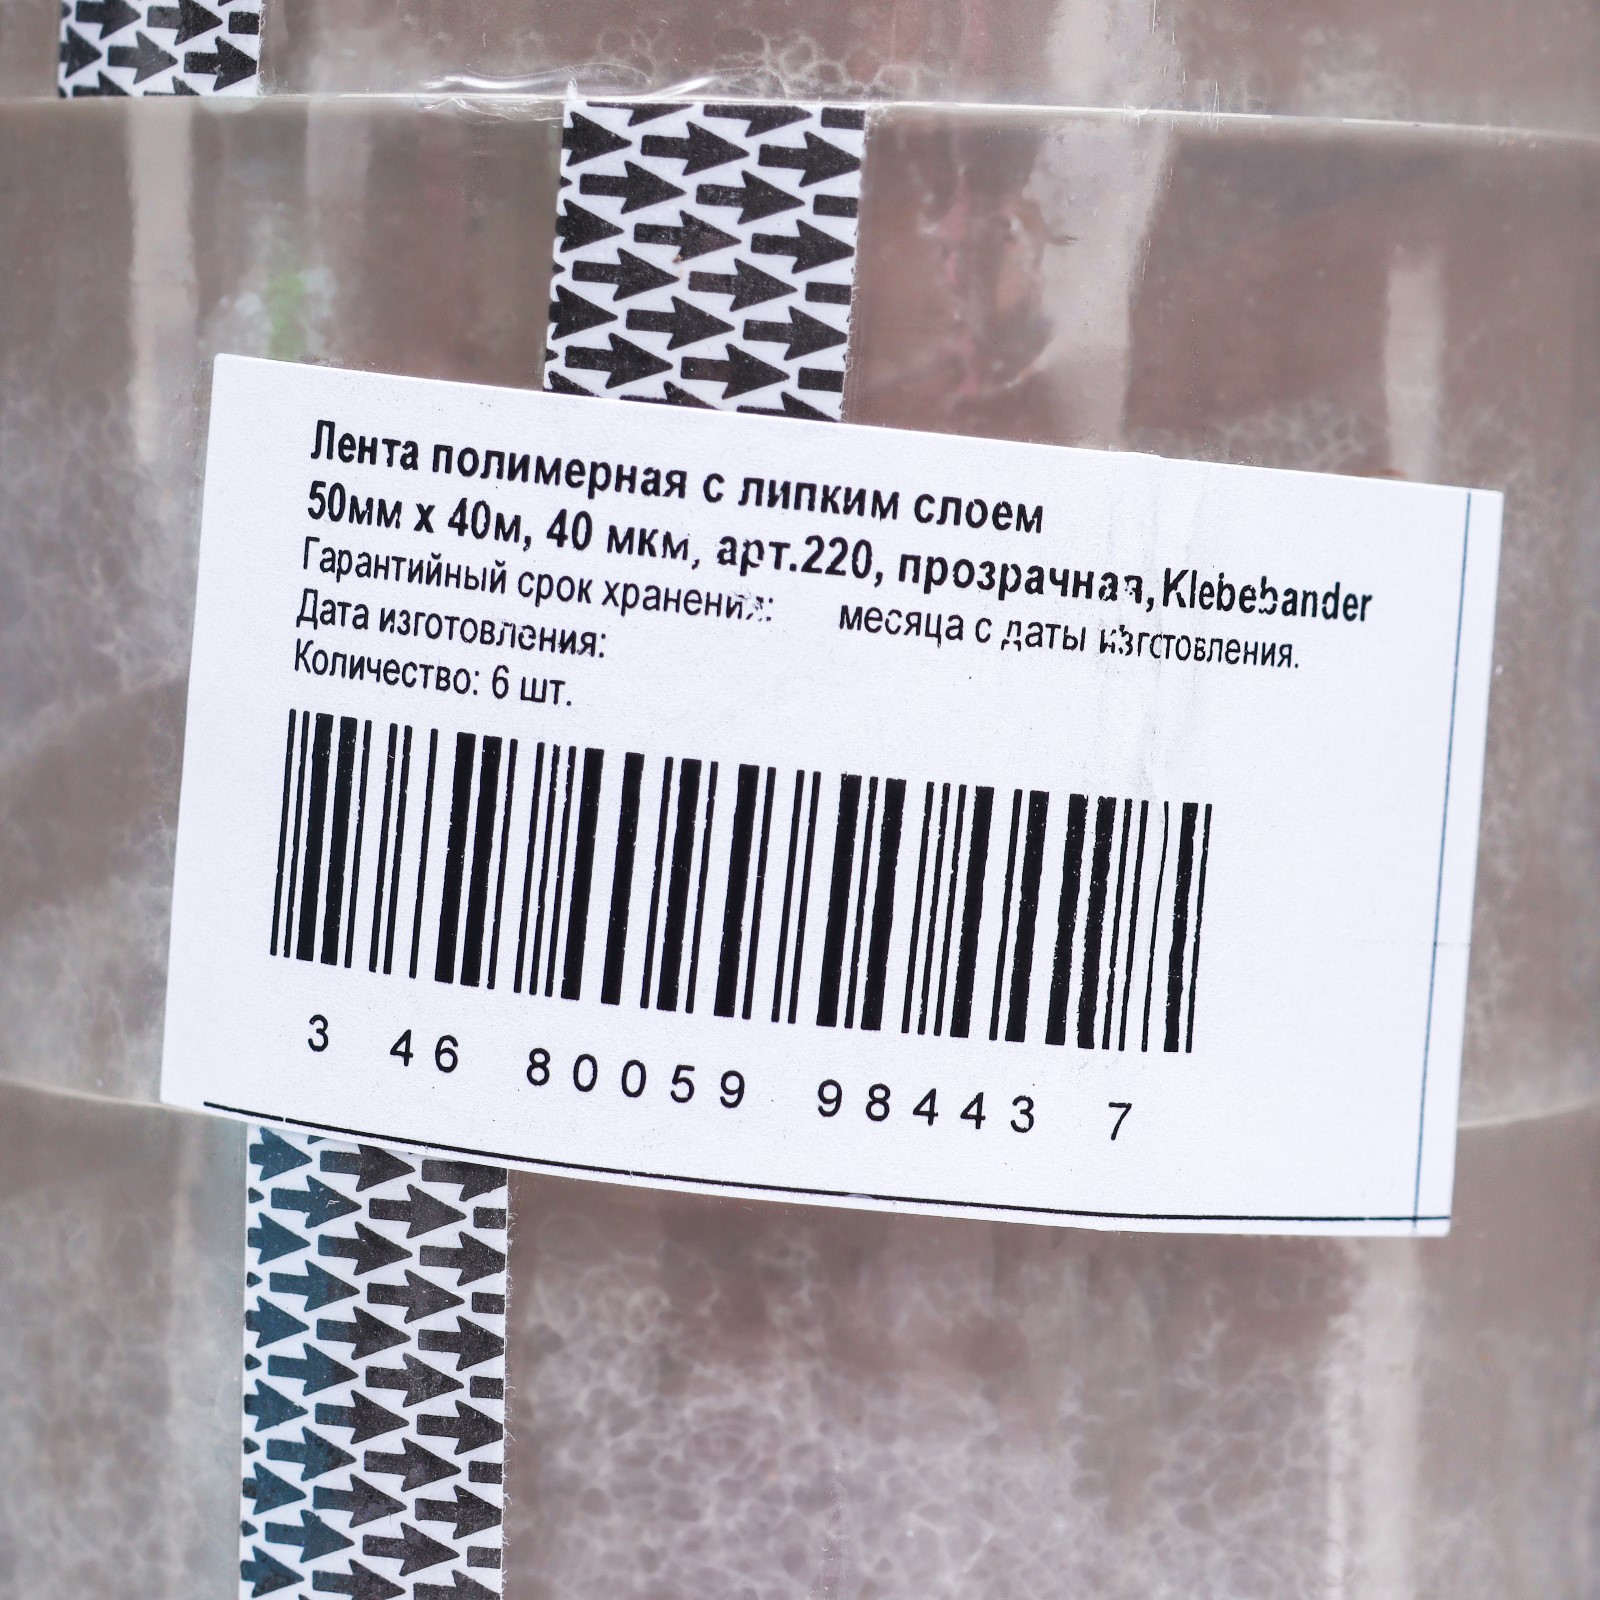 Лента полимерная с липким слоем
50мм x 40м, 40 мкм, арт.220, прозрачная, Klebebander
Гарантийный срок хранения: месяца с даты изготовления.
Дата изготовления:
Количество: 6 шт.
3 46 80059 98443 7